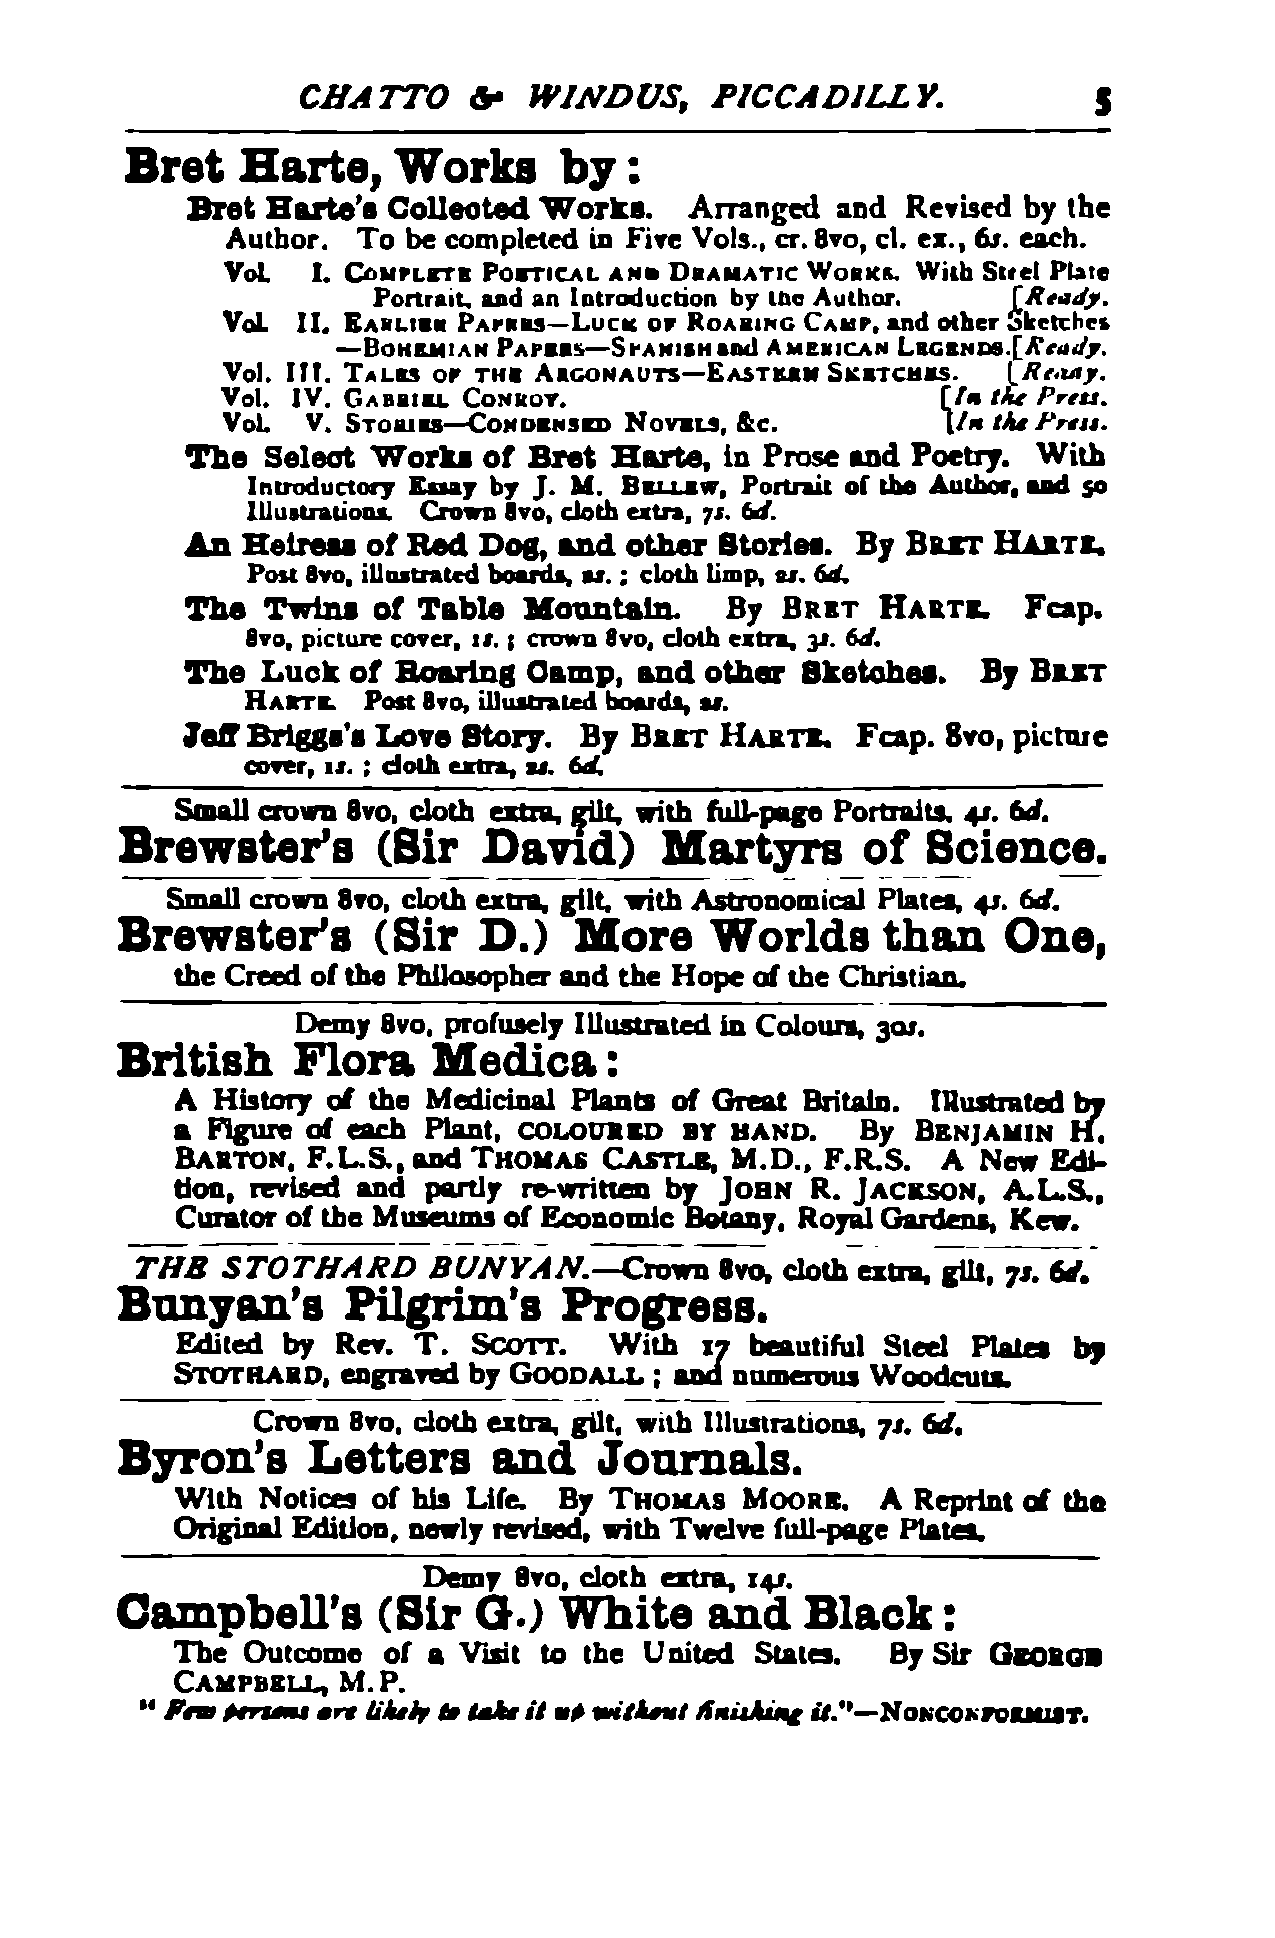 CHATTO & WINDUS, PICCADILLY. 5
Bret Harte, Works by:
Bret Harte's Collected Works. Arranged and Revised by the
Author. To be completed in Five Vols., cr. 8vo, cl. ex., 6s. each.
Vol. I. COMPLETE POETICAL AND DRAMATIC WORKS. With Steel Plate
Portrait, and an Introduction by the Author. [Ready.
Vol. II. EARLIER PAPERS—LUCK OF ROARING CAMP, and other Sketches
—BOHEMIAN PAPERS—SPANISH and AMERICAN LEGENDS. [Ready.
Vol. III. TALES OF THE ARGONAUTS—EASTERN SKETCHES. [Ready.
Vol. IV. GABRIEL CONROY. [In the Press.
Vol. V. STORIES—CONDENSED NOVELS, &c. [In the Press.
The Select Works of Bret Harte, in Prose and Poetry. With
Introductory Essay by J. M. BELLEW, Portrait of the Author, and 50
Illustrations. Crown 8vo, cloth extra, 7s. 6d.
An Heiress of Red Dog, and other Stories. By BRET HARTE.
Post 8vo, illustrated boards, 2s.; cloth limp, 2s. 6d.
The Twins of Table Mountain. By BRET HARTE. Fcap.
8vo, picture cover, 1s.; crown 8vo, cloth extra, 3s. 6d.
The Luck of Roaring Camp, and other Sketches. By BRET
HARTE. Post 8vo, illustrated boards, 2s.
Jeff Briggs's Love Story. By BRET HARTE. Fcap. 8vo, picture
cover, 1s.; cloth extra, 2s. 6d.
Small crown 8vo, cloth extra, gilt, with full-page Portraits, 4s. 6d.
Brewster's (Sir David) Martyrs of Science.
Small crown 8vo, cloth extra, gilt, with Astronomical Plates, 4s. 6d.
Brewster's (Sir D.) More Worlds than One,
the Creed of the Philosopher and the Hope of the Christian.
Demy 8vo, profusely Illustrated in Colours, 30s.
British Flora Medica:
A History of the Medicinal Plants of Great Britain. Illustrated by
a Figure of each Plant, COLOURED BY HAND. By BENJAMIN H.
BARTON, F.L.S., and THOMAS CASTLE, M.D., F.R.S. A New Edi-
tion, revised and partly re-written by JOHN R. JACKSON, A.L.S.,
Curator of the Museums of Economic Botany, Royal Gardens, Kew.
THE STOTHARD BUNYAN.—Crown 8vo, cloth extra, gilt, 7s. 6d.
Bunyan's Pilgrim's Progress.
Edited by Rev. T. SCOTT. With 17 beautiful Steel Plates by
STOTHARD, engraved by GOODALL; and numerous Woodcuts.
Crown 8vo, cloth extra, gilt, with Illustrations, 7s. 6d.
Byron's Letters and Journals.
With Notices of his Life. By THOMAS MOORE. A Reprint of the
Original Edition, newly revised, with Twelve full-page Plates.
Demy 8vo, cloth extra, 14s.
Campbell's (Sir G.) White and Black:
The Outcome of a Visit to the United States. By Sir GEORGE
CAMPBELL, M.P.
"Few persons are likely to take it up without finishing it."—NONCONFORMIST.